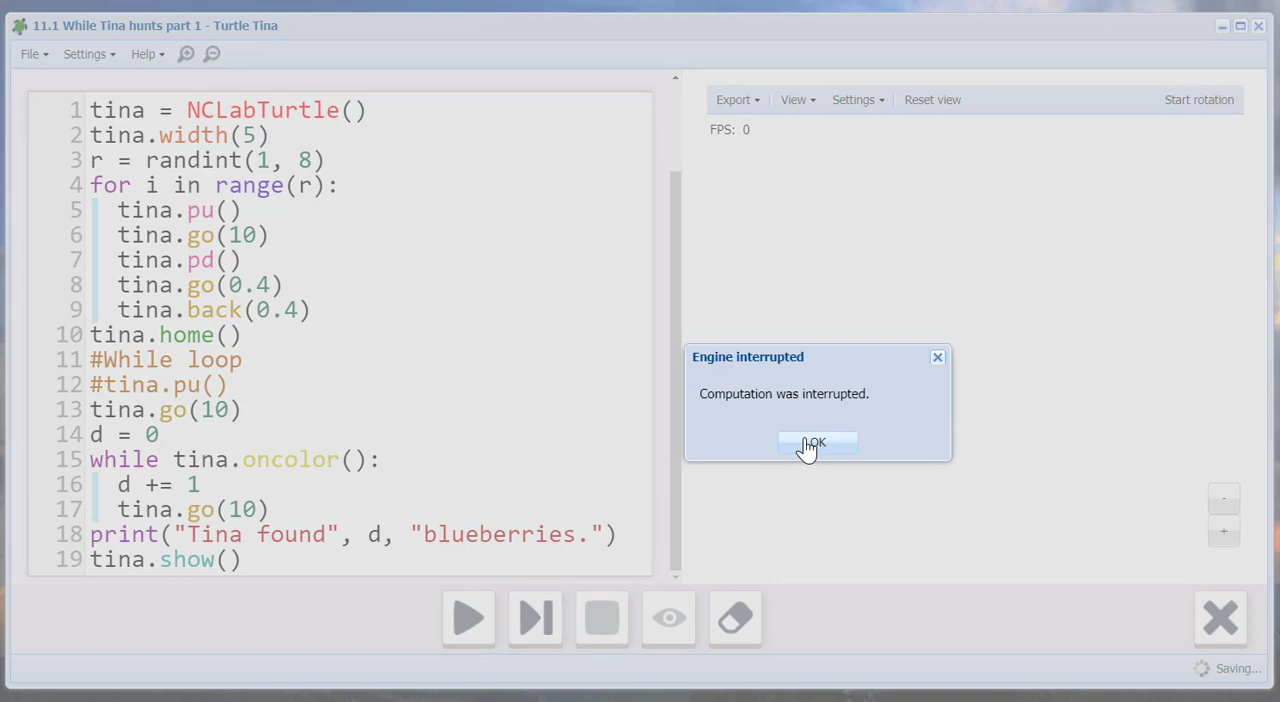 11.1 While Tina hunts part 1 - Turtle Tina
File Settings Help
Export View Settings Reset view Start rotation
FPS: 0
1 tina = NCLabTurtle()
2 tina.width(5)
3 r = randint(1, 8)
4 for i in range(r):
5 tina.pu()
6 tina.go(10)
7 tina.pd()
8 tina.go(0.4)
9 tina.back(0.4)
10 tina.home()
11 #While loop
12 #tina.pu()
13 tina.go(10)
14 d = 0
15 while tina.oncolor():
16 d += 1
17 tina.go(10)
18 print("Tina found", d, "blueberries.")
19 tina.show()
Engine interrupted
Computation was interrupted.
OK
-
+
Saving...